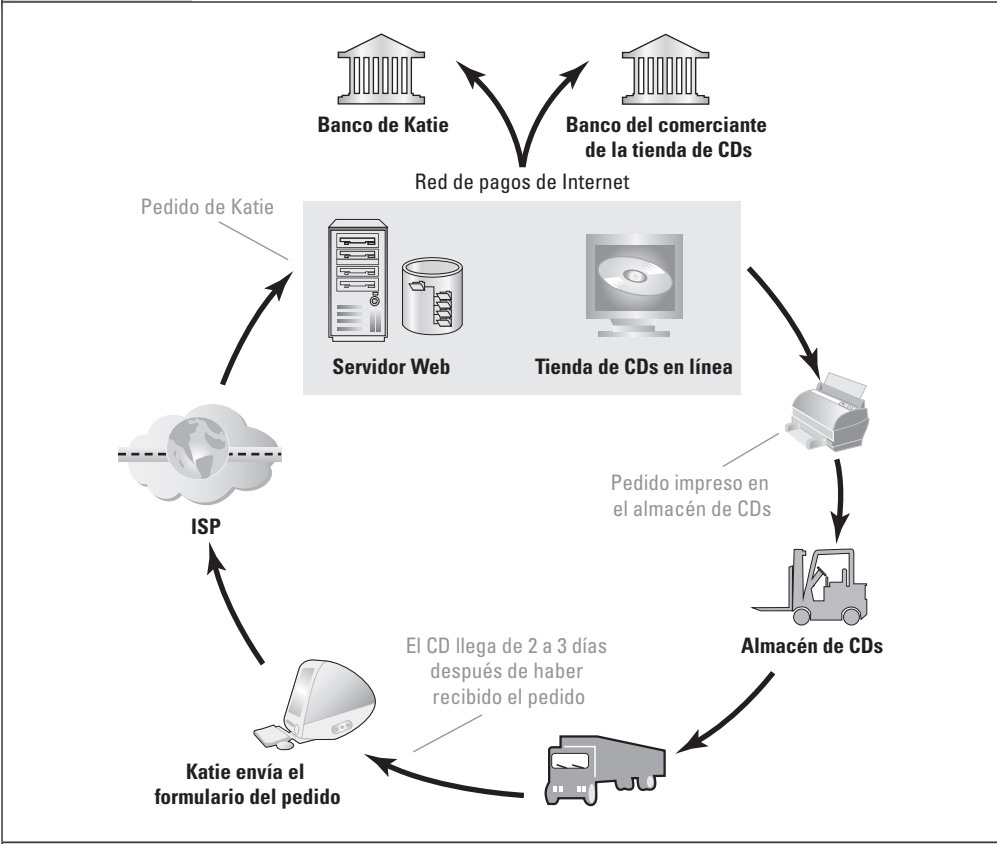 Banco de Katie
Banco del comerciante
de la tienda de CDs
Red de pagos de Internet
Pedido de Katie
Servidor Web
Tienda de CDs en línea
Pedido impreso en
el almacén de CDs
ISP
Almacén de CDs
El CD llega de 2 a 3 días
después de haber
recibido el pedido
Katie envía el
formulario del pedido